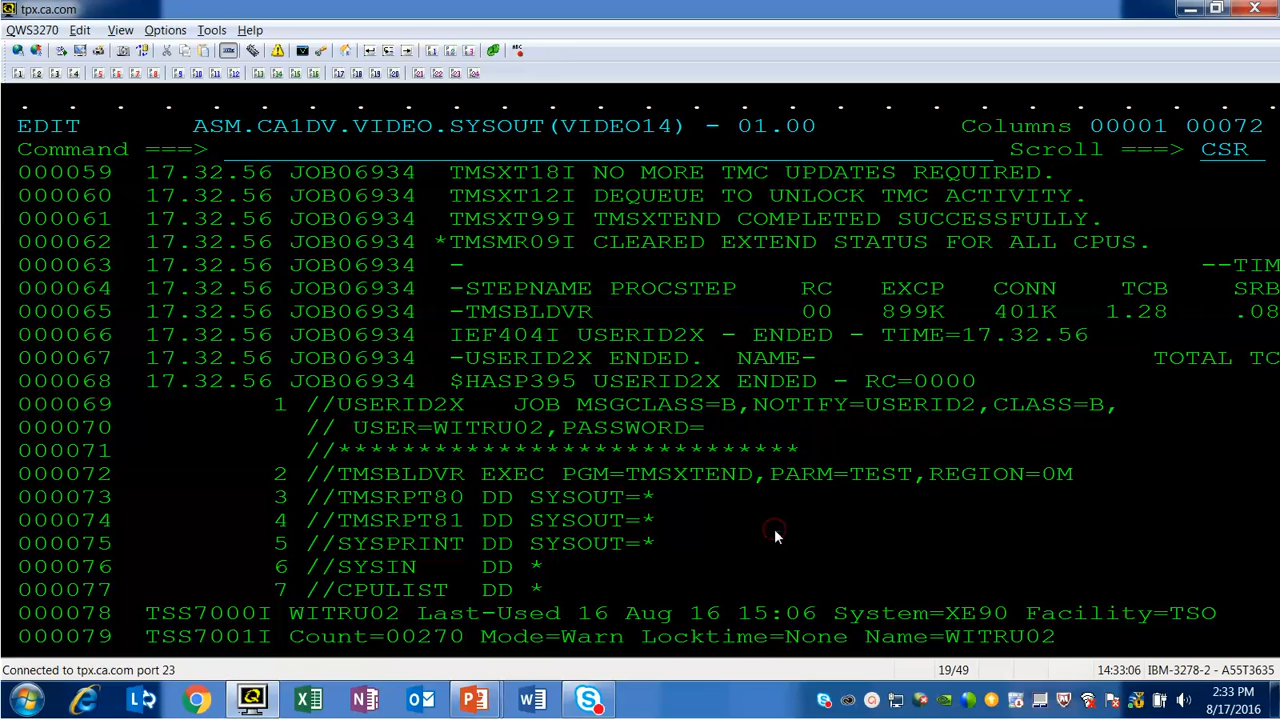 tpx.ca.com
QWS3270 Edit View Options Tools Help
. . . . . . . . . . . . . . . . . . . . . . . . . . .
EDIT ASM.CA1DV.VIDEO.SYSOUT(VIDEO14) - 01.00 Columns 00001 00072
Command ===> Scroll ===> CSR
000059 17.32.56 JOB06934 TMSXT18I NO MORE TMC UPDATES REQUIRED.
000060 17.32.56 JOB06934 TMSXT12I DEQUEUE TO UNLOCK TMC ACTIVITY.
000061 17.32.56 JOB06934 TMSXT99I TMSXTEND COMPLETED SUCCESSFULLY.
000062 17.32.56 JOB06934 *TMSMR09I CLEARED EXTEND STATUS FOR ALL CPUS.
000063 17.32.56 JOB06934 - --TIM
000064 17.32.56 JOB06934 -STEPNAME PROCSTEP RC EXCP CONN TCB SRB
000065 17.32.56 JOB06934 -TMSBLDVR 00 899K 401K 1.28 .08
000066 17.32.56 JOB06934 IEF404I USERID2X - ENDED - TIME=17.32.56
000067 17.32.56 JOB06934 -USERID2X ENDED. NAME- TOTAL TC
000068 17.32.56 JOB06934 $HASP395 USERID2X ENDED - RC=0000
000069 1 //USERID2X JOB MSGCLASS=B,NOTIFY=USERID2,CLASS=B,
000070 // USER=WITRU02,PASSWORD=
000071 //*****************************
000072 2 //TMSBLDVR EXEC PGM=TMSXTEND,PARM=TEST,REGION=0M
000073 3 //TMSRPT80 DD SYSOUT=*
000074 4 //TMSRPT81 DD SYSOUT=*
000075 5 //SYSPRINT DD SYSOUT=*
000076 6 //SYSIN DD *
000077 7 //CPULIST DD *
000078 TSS7000I WITRU02 Last-Used 16 Aug 16 15:06 System=XE90 Facility=TSO
000079 TSS7001I Count=00270 Mode=Warn Locktime=None Name=WITRU02
Connected to tpx.ca.com port 23 19/49 14:33:06 IBM-3278-2 - A55T3635
2:33 PM
8/17/2016